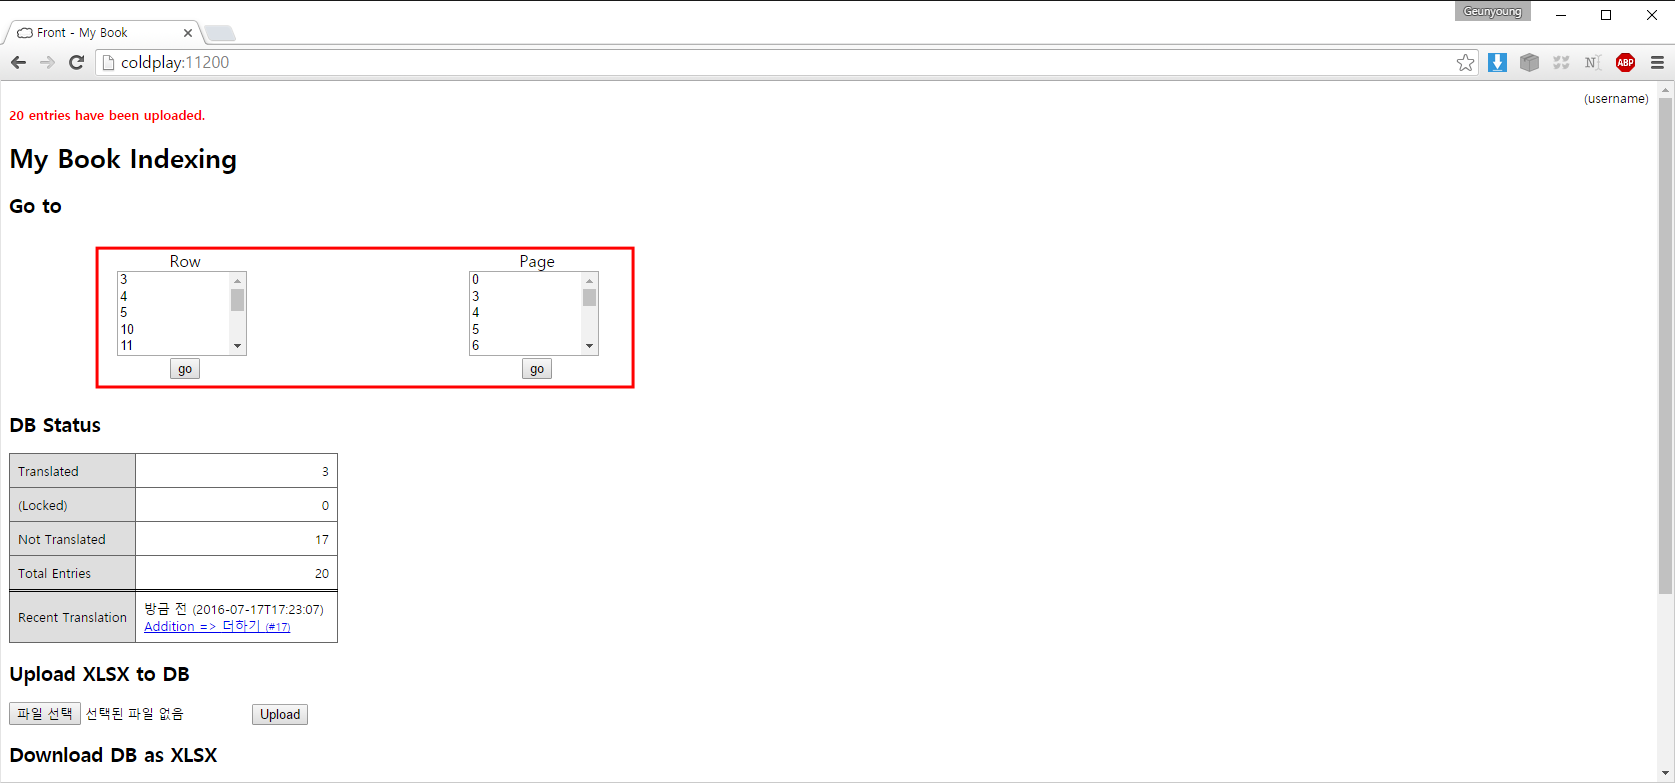 Geunyoung
Front - My Book
coldplay:11200
N
ABP
(username)
20 entries have been uploaded.
My Book Indexing
Go to
Row
3
4
5
10
11
go
Page
0
3
4
5
6
go
DB Status
Translated 3
(Locked) 0
Not Translated 17
Total Entries 20
Recent Translation
방금 전 (2016-07-17T17:23:07)
Addition => 더하기 (#17)
Upload XLSX to DB
파일 선택 선택된 파일 없음 Upload
Download DB as XLSX